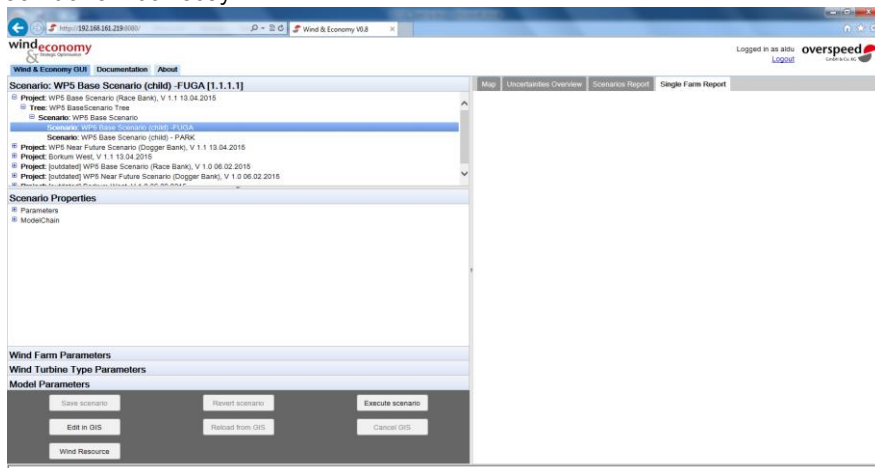 http://192.168.161.219:8080/
Wind & Economy V0.8
windeconomy
Strategic Optimization
Logged in as aldu
Logout
overspeed
GmbH & Co. KG
Wind & Economy GUI Documentation About
Scenario: WP5 Base Scenario (child) -FUGA [1.1.1.1]
Map Uncertainties Overview Scenarios Report Single Farm Report
Project: WP5 Base Scenario (Race Bank), V 1.1 13.04.2015
Tree: WP5 BaseScenario Tree
Scenario: WP5 Base Scenario
Scenario: WP5 Base Scenario (child) -FUGA
Scenario: WP5 Base Scenario (child) - PARK
Project: WP5 Near Future Scenario (Dogger Bank), V 1.1 13.04.2015
Project: Borkum West, V 1.1 13.04.2015
Project: [outdated] WP5 Base Scenario (Race Bank), V 1.0 06.02.2015
Project: [outdated] WP5 Near Future Scenario (Dogger Bank), V 1.0 06.02.2015
Scenario Properties
Parameters
ModelChain
Wind Farm Parameters
Wind Turbine Type Parameters
Model Parameters
Save scenario Revert scenario Execute scenario
Edit in GIS Reload from GIS Cancel GIS
Wind Resource